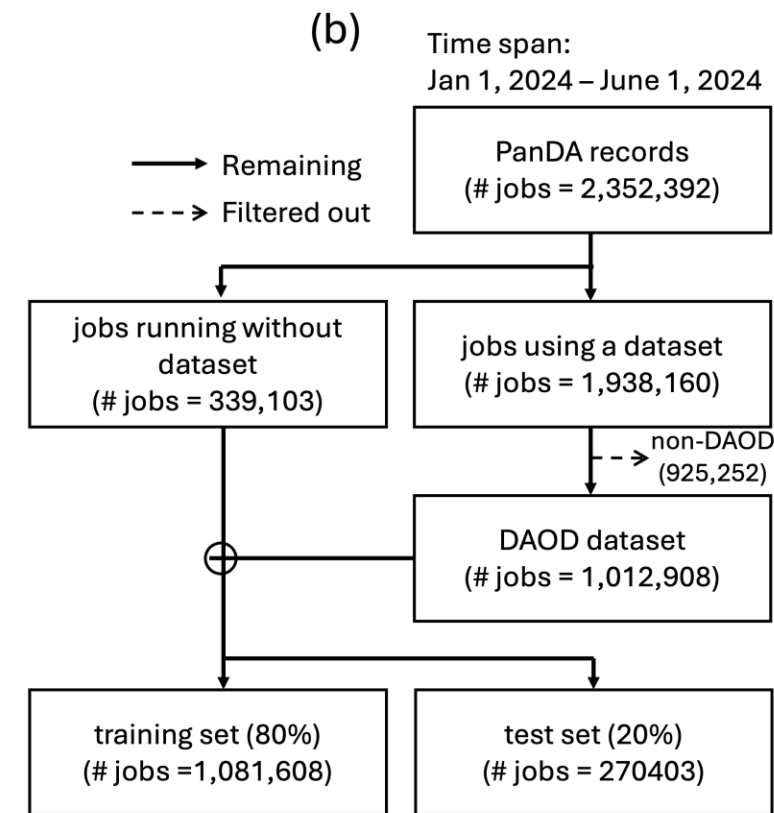 (b)
Time span:
Jan 1, 2024 – June 1, 2024
PanDA records
(# jobs = 2,352,392)
Remaining
Filtered out
jobs running without
dataset
(# jobs = 339,103)
jobs using a dataset
(# jobs = 1,938,160)
non-DAOD
(925,252)
DAOD dataset
(# jobs = 1,012,908)
training set (80%)
(# jobs =1,081,608)
test set (20%)
(# jobs = 270403)